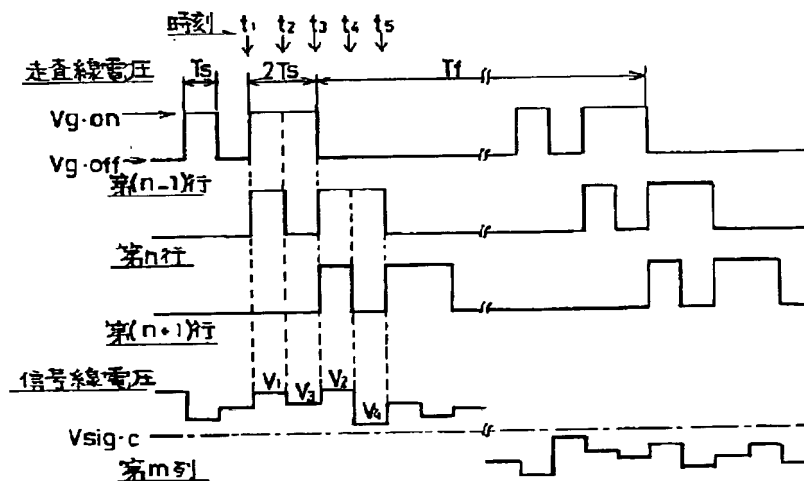 時刻 t₁ t₂ t₃ t₄ t₅
走査線電圧 Ts 2Ts Tf
Vg·on
Vg·off
第(n-1)行
第n行
第(n+1)行
信号線電圧 V₁ V₃ V₂ V₄
Vsig·c
第m列